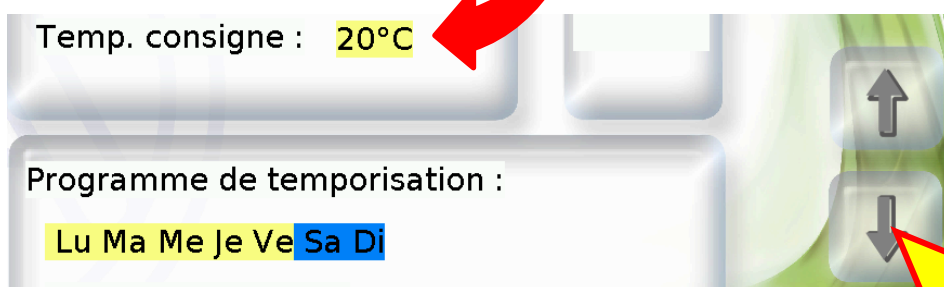 Temp. consigne : 20°C
Programme de temporisation :
Lu Ma Me Je Ve Sa Di